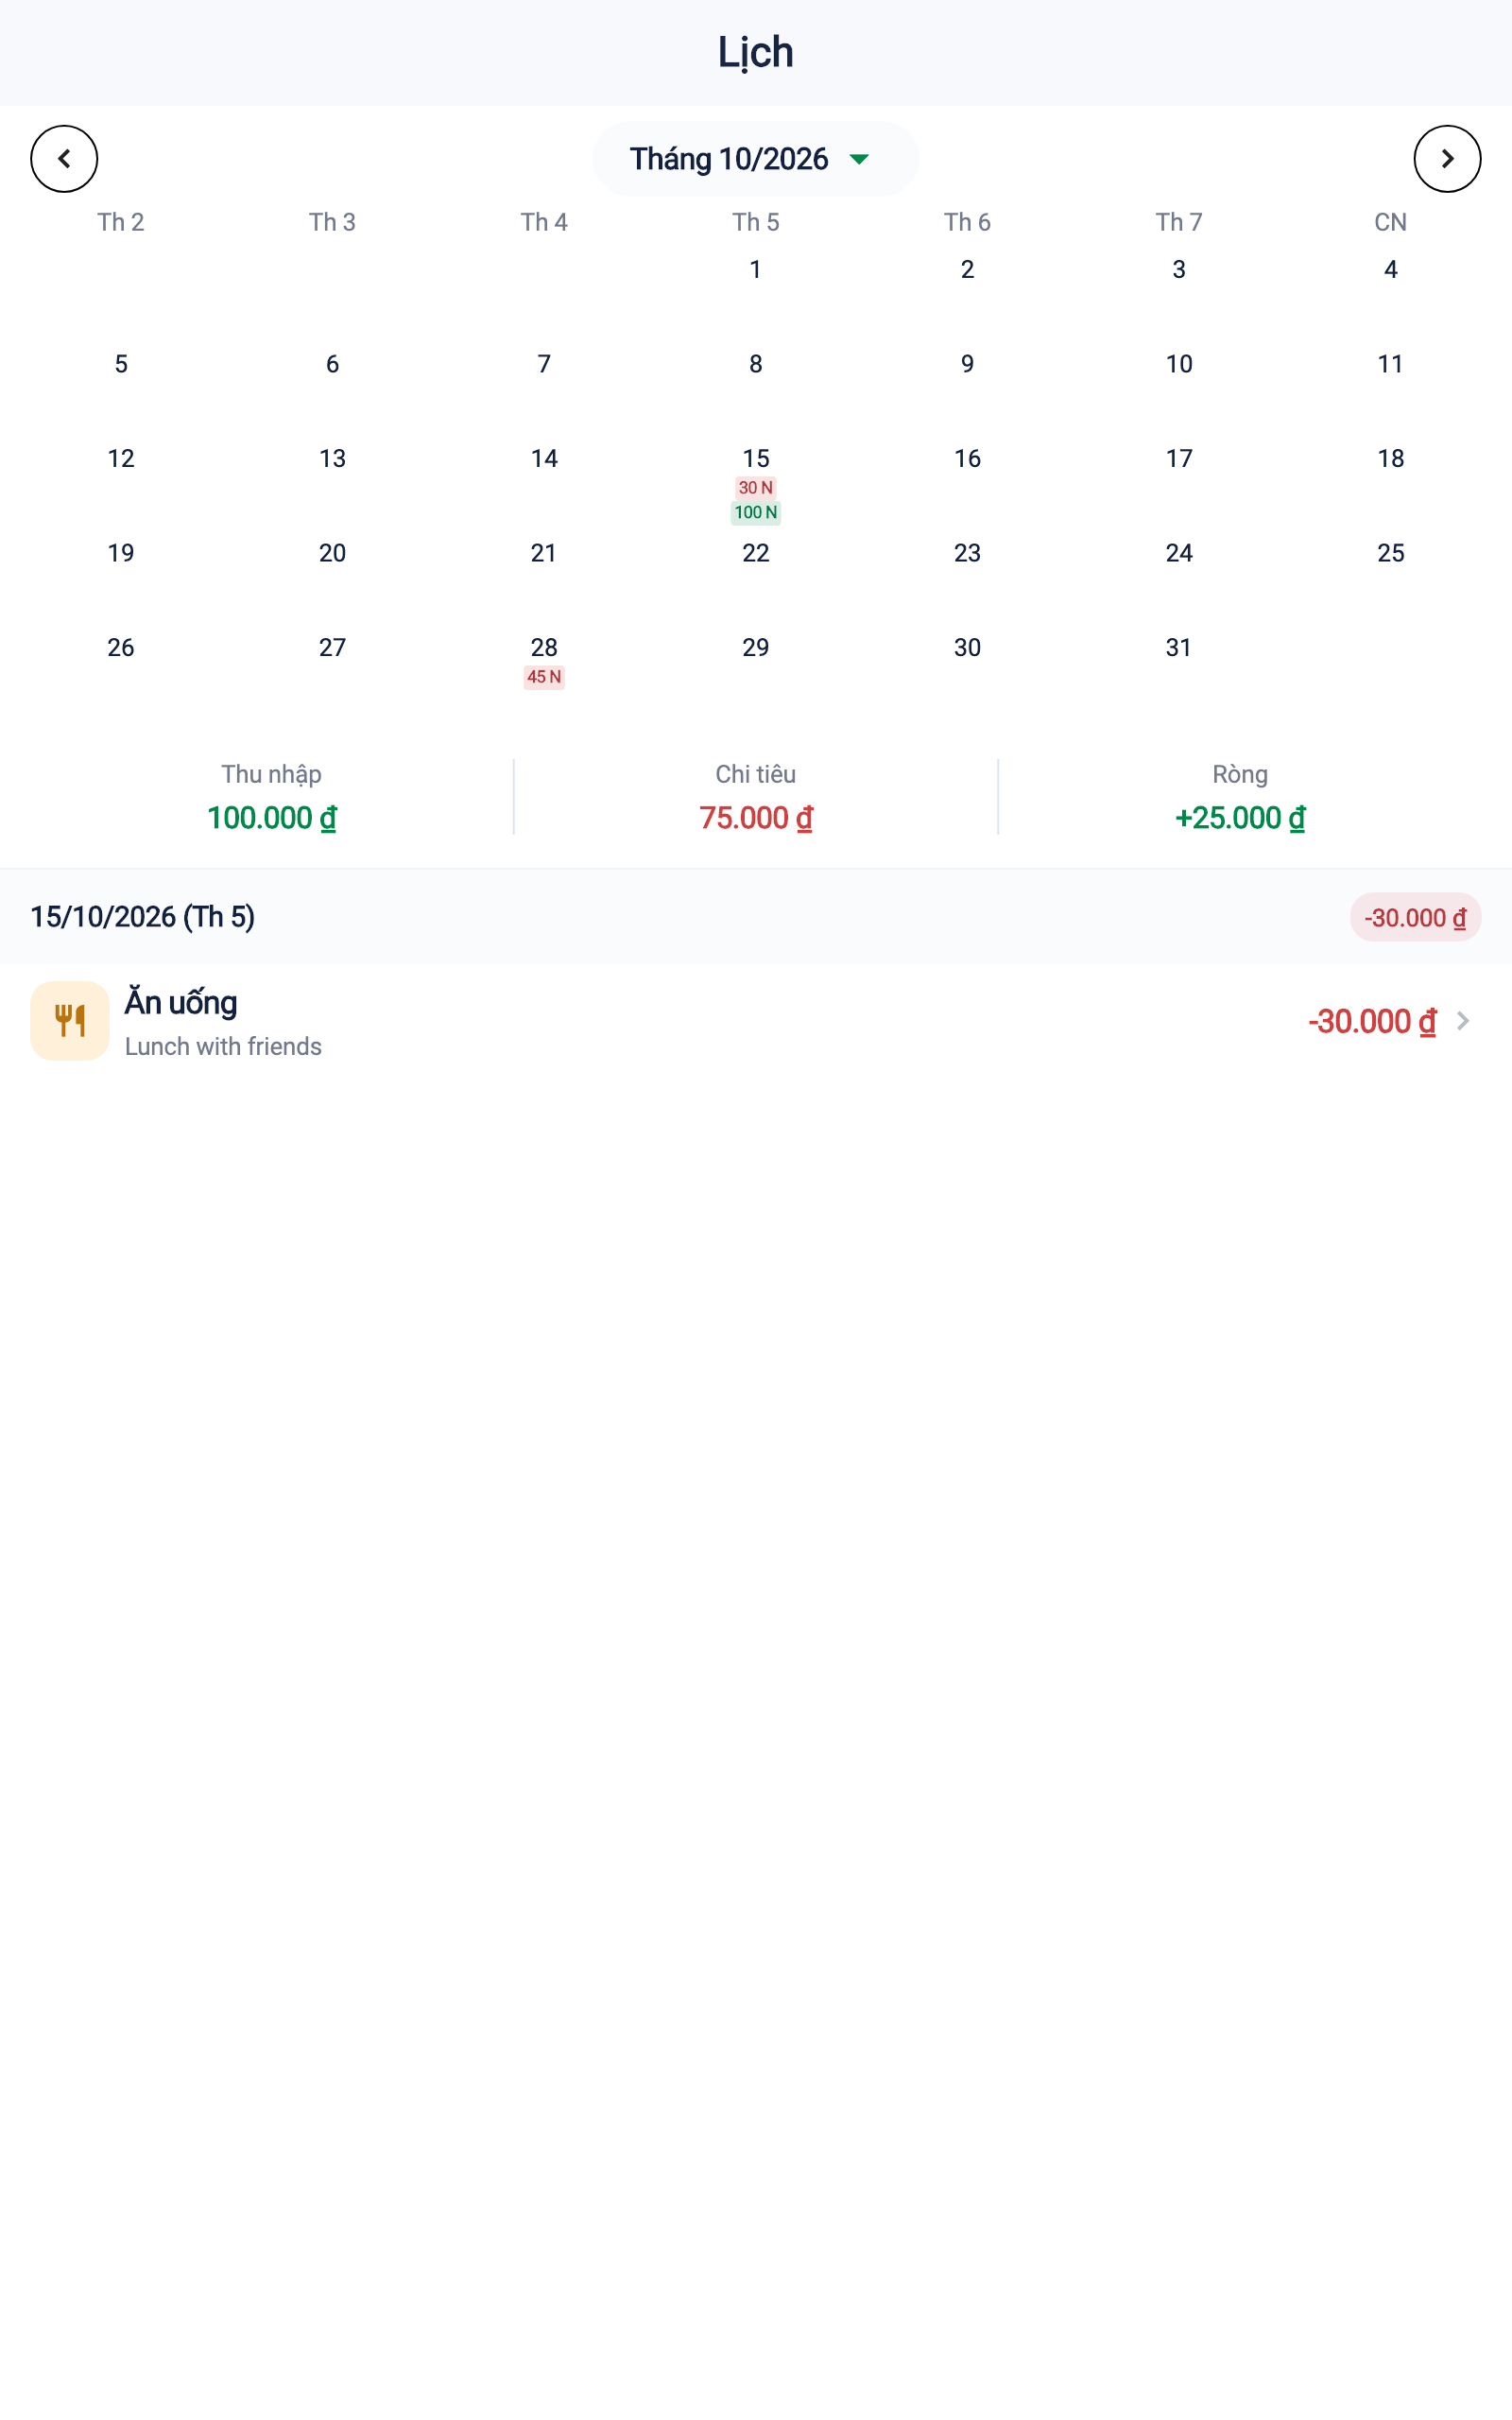 Lịch
Tháng 10/2026
Th 2 Th 3 Th 4 Th 5 Th 6 Th 7 CN
1 2 3 4
5 6 7 8 9 10 11
12 13 14 15 16 17 18
30 N
100 N
19 20 21 22 23 24 25
26 27 28 29 30 31
45 N
Thu nhập Chi tiêu Ròng
100.000 ₫ 75.000 ₫ +25.000 ₫
15/10/2026 (Th 5) -30.000 ₫
Ăn uống
Lunch with friends
-30.000 ₫